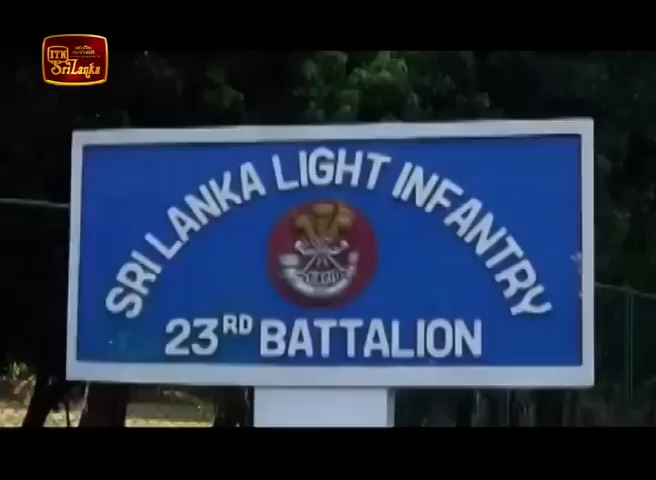 ITN
Sri Lanka
SRI LANKA LIGHT INFANTRY
23RD BATTALION